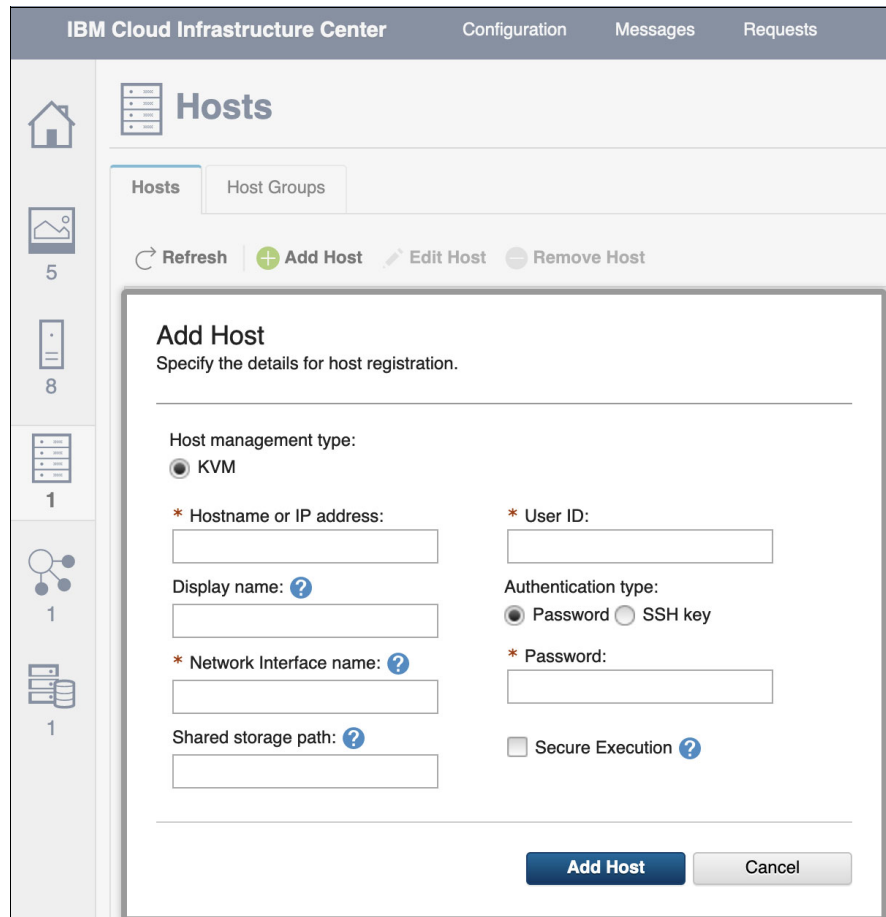 IBM Cloud Infrastructure Center Configuration Messages Requests
Hosts
Hosts Host Groups
Refresh Add Host Edit Host Remove Host
5
8
1
1
1
Add Host
Specify the details for host registration.
Host management type:
KVM
* Hostname or IP address:
* User ID:
Display name: ?
Authentication type:
Password SSH key
* Network Interface name: ?
* Password:
Shared storage path: ?
Secure Execution ?
Add Host Cancel